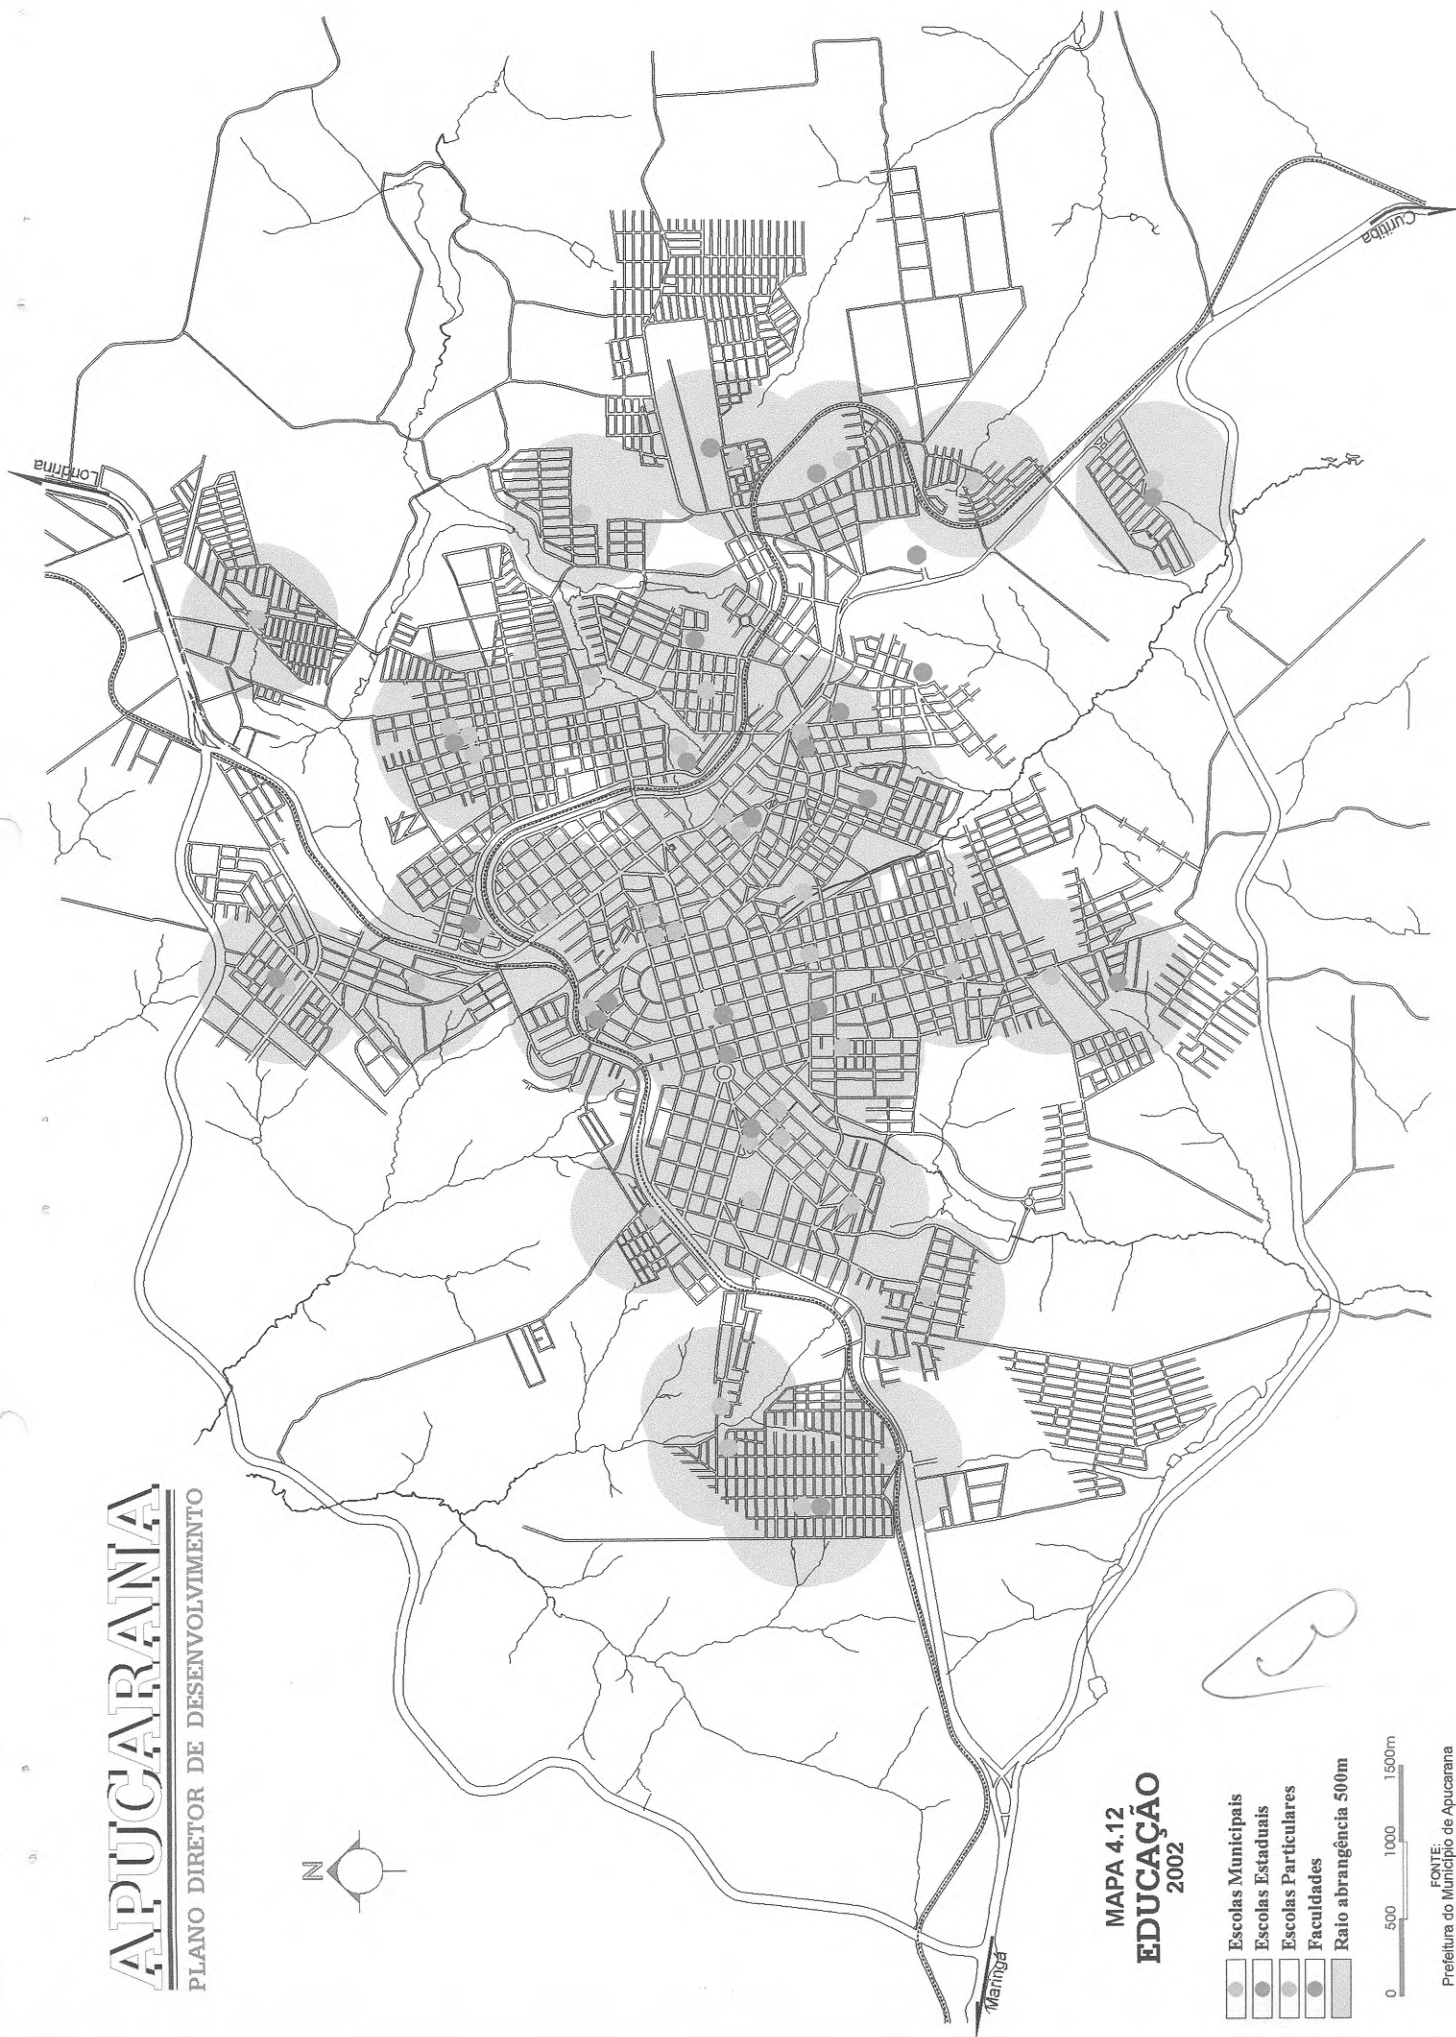 APUCARANA
PLANO DIRETOR DE DESENVOLVIMENTO
N
Londrina
Curitiba
Maringá
MAPA 4.12
EDUCAÇÃO
2002
Escolas Municipais
Escolas Estaduais
Escolas Particulares
Faculdades
Raio abrangência 500m
0 500 1000 1500m
FONTE:
Prefeitura do Município de Apucarana